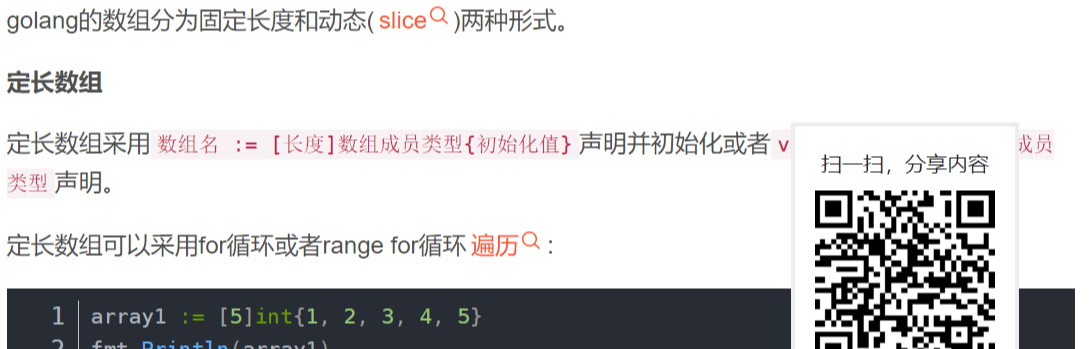 golang的数组分为固定长度和动态( slice )两种形式。
定长数组
定长数组采用 数组名 := [长度]数组成员类型{初始化值} 声明并初始化或者 v 成员
类型 声明。
扫一扫，分享内容
定长数组可以采用for循环或者range for循环 遍历 :
1 array1 := [5]int{1, 2, 3, 4, 5}
2 fmt.Println(array1)